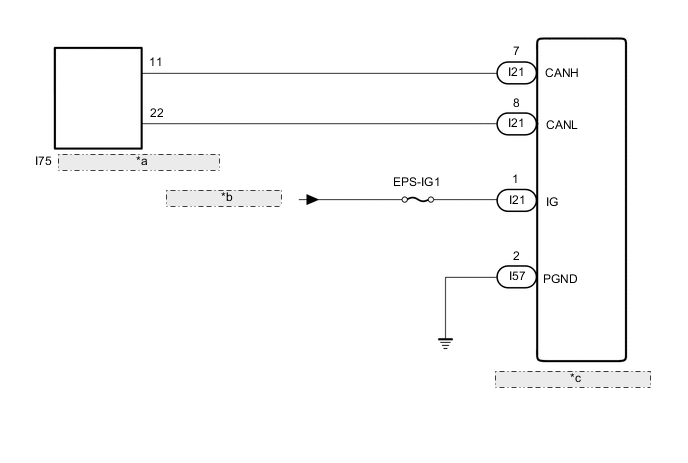 11
7
I21
CANH
22
8
I21
CANL
I75
*a
*b
EPS-IG1
1
I21
IG
2
I57
PGND
*c